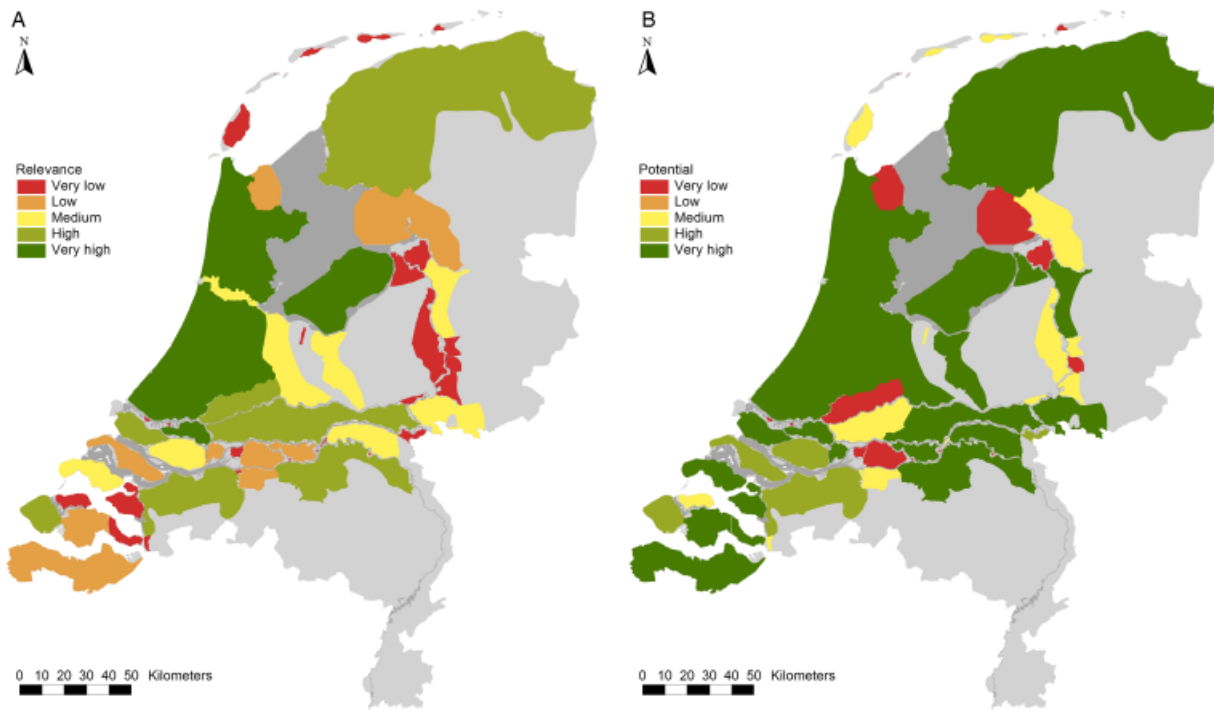 A
N
Relevance
Very low
Low
Medium
High
Very high
0 10 20 30 40 50 Kilometers
B
N
Potential
Very low
Low
Medium
High
Very high
0 10 20 30 40 50 Kilometers